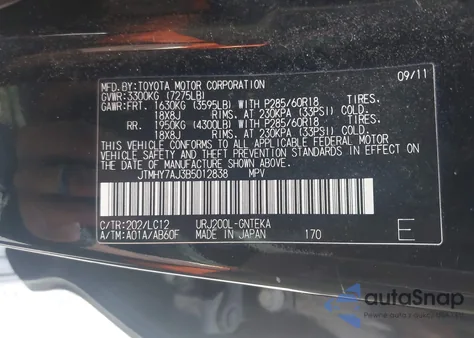 MFD.BY:TOYOTA MOTOR CORPORATION 09/11
GVWR:3300KG (7275LB)
GAWR:FRT. 1630KG (3595LB) WITH P285/60R18 TIRES,
18X8J RIMS, AT 230KPA (33PSI) COLD.
RR. 1950KG (4300LB) WITH P285/60R18 TIRES,
18X8J RIMS, AT 230KPA (33PSI) COLD.
THIS VEHICLE CONFORMS TO ALL APPLICABLE FEDERAL MOTOR
VEHICLE SAFETY AND THEFT PREVENTION STANDARDS IN EFFECT
ON THE DATE OF MANUFACTURE SHOWN ABOVE.
JTMHY7AJ3B5012838 MPV
C/TR:202/LC12 URJ200L-GNTEKA
A/TM:A01A/AB60F MADE IN JAPAN 170 E
autaSnap